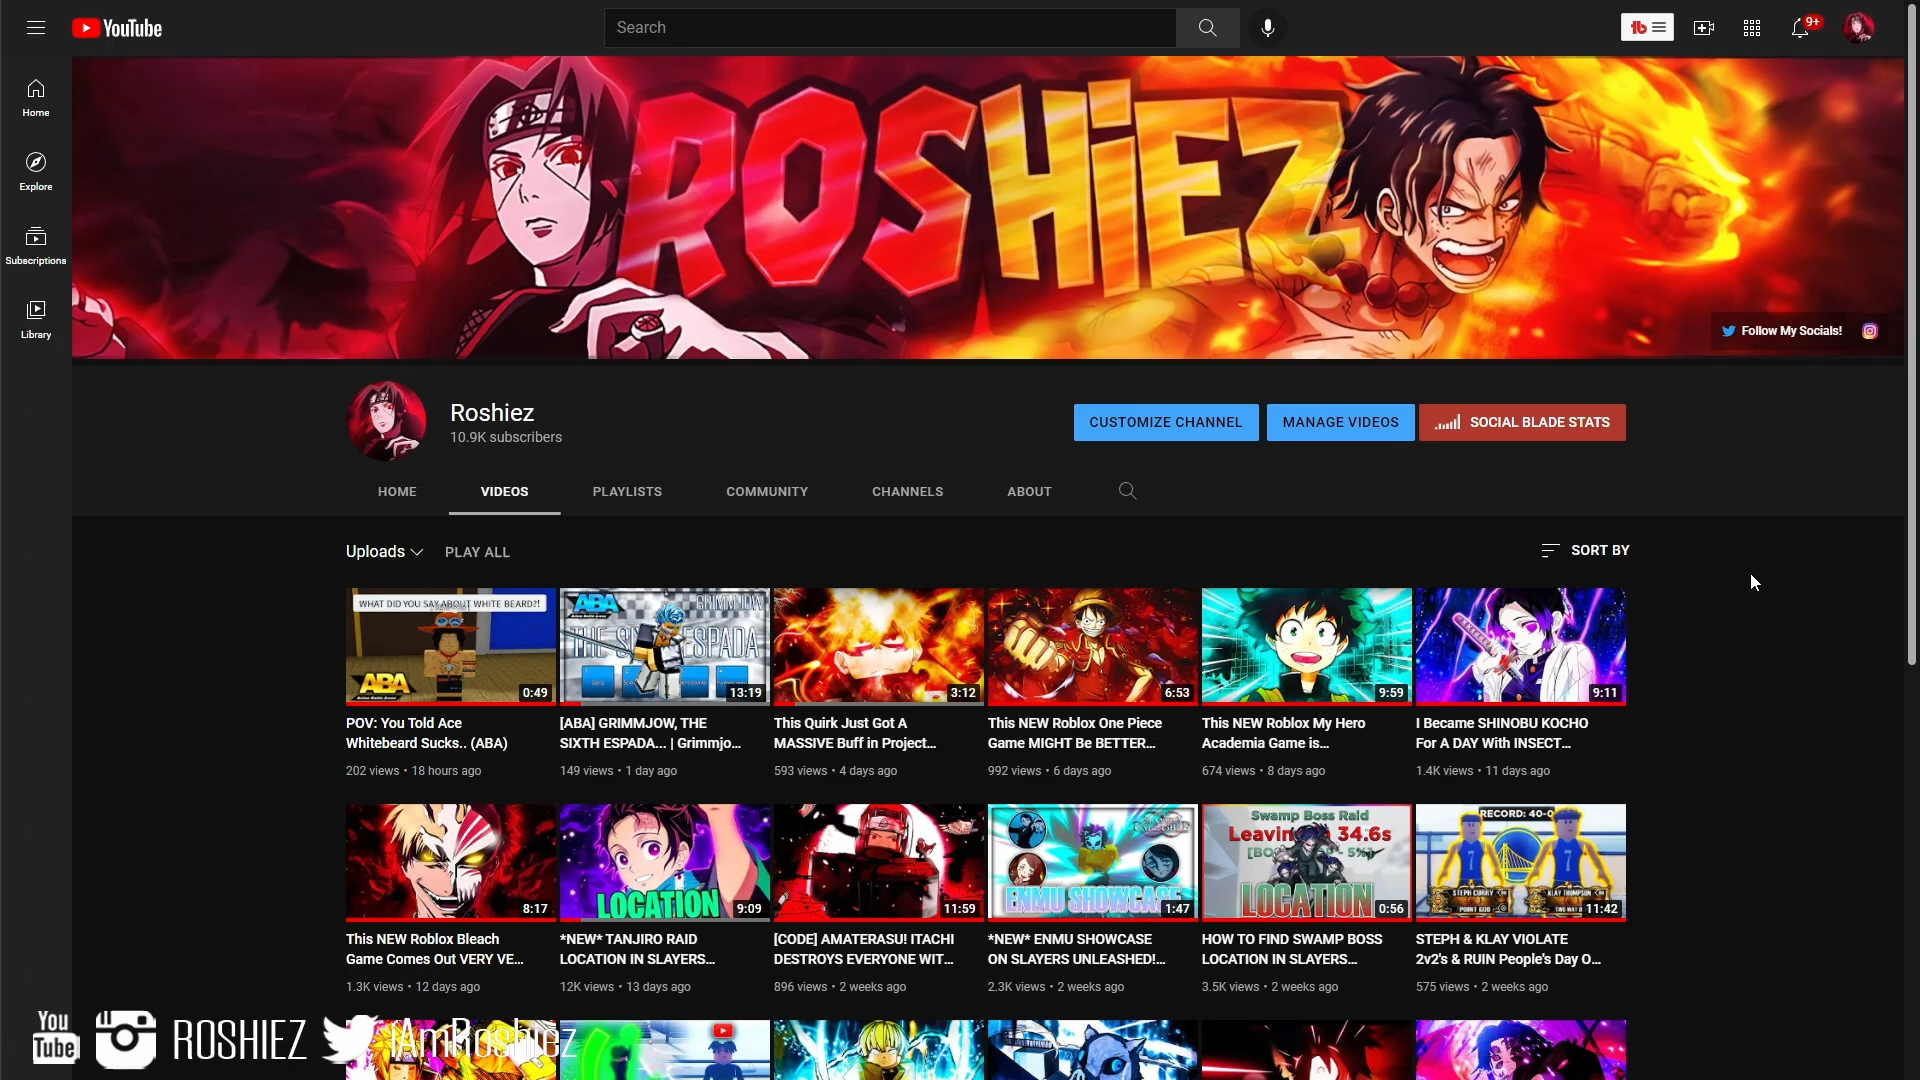 YouTube
Search
9+
Home
Explore
Subscriptions
Library
ROSHiEZ
Follow My Socials!
Roshiez
10.9K subscribers
CUSTOMIZE CHANNEL
MANAGE VIDEOS
SOCIAL BLADE STATS
HOME
VIDEOS
PLAYLISTS
COMMUNITY
CHANNELS
ABOUT
Uploads
PLAY ALL
SORT BY
WHAT DID YOU SAY ABOUT WHITE BEARD?!
ABA
0:49
ABA
GRIMMJOW
ESPADA
13:19
3:12
6:53
9:59
9:11
POV: You Told Ace
Whitebeard Sucks.. (ABA)
202 views • 18 hours ago
[ABA] GRIMMJOW, THE
SIXTH ESPADA... | Grimmjo...
149 views • 1 day ago
This Quirk Just Got A
MASSIVE Buff in Project...
593 views • 4 days ago
This NEW Roblox One Piece
Game MIGHT Be BETTER...
992 views • 6 days ago
This NEW Roblox My Hero
Academia Game is...
674 views • 8 days ago
I Became SHINOBU KOCHO
For A DAY With INSECT...
1.4K views • 11 days ago
8:17
LOCATION
9:09
11:59
ENMU SHOWCASE
1:47
Swamp Boss Raid
34.6s
LOCATION
0:56
RECORD: 40-0
STEPH CURRY
POINT GOD
KLAY THOMPSON
11:42
This NEW Roblox Bleach
Game Comes Out VERY VE...
1.3K views • 12 days ago
*NEW* TANJIRO RAID
LOCATION IN SLAYERS...
12K views • 13 days ago
[CODE] AMATERASU! ITACHI
DESTROYS EVERYONE WIT...
896 views • 2 weeks ago
*NEW* ENMU SHOWCASE
ON SLAYERS UNLEASHED!...
2.3K views • 2 weeks ago
HOW TO FIND SWAMP BOSS
LOCATION IN SLAYERS...
3.5K views • 2 weeks ago
STEPH & KLAY VIOLATE
2v2's & RUIN People's Day O...
575 views • 2 weeks ago
You
Tube
ROSHIEZ
IAmRoshiez